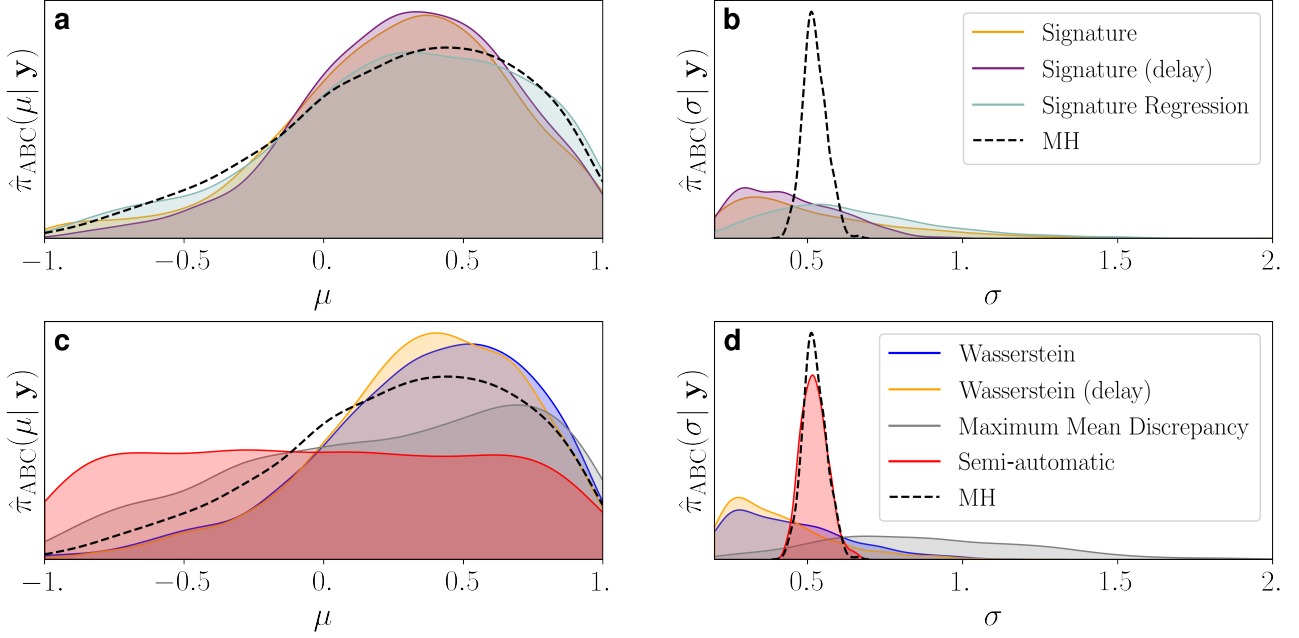 a
π̂ABC(μ| y)
−1. −0.5 0. 0.5 1.
μ
b
π̂ABC(σ| y)
Signature
Signature (delay)
Signature Regression
MH
0.5 1. 1.5 2.
σ
c
π̂ABC(μ| y)
−1. −0.5 0. 0.5 1.
μ
d
π̂ABC(σ| y)
Wasserstein
Wasserstein (delay)
Maximum Mean Discrepancy
Semi-automatic
MH
0.5 1. 1.5 2.
σ